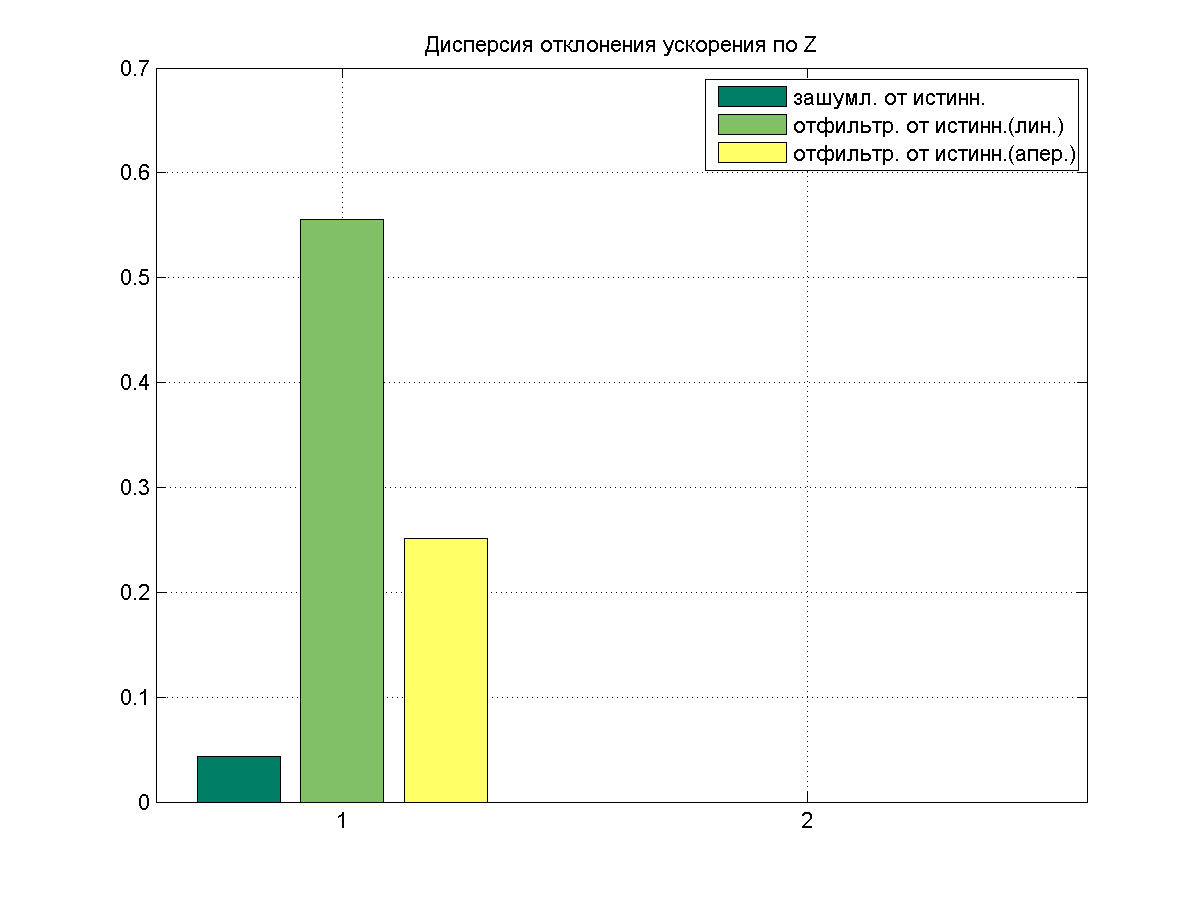 Дисперсия отклонения ускорения по Z
0.7
зашумл. от истинн.
отфильтр. от истинн.(лин.)
отфильтр. от истинн.(апер.)
0.6
0.5
0.4
0.3
0.2
0.1
0
1 2